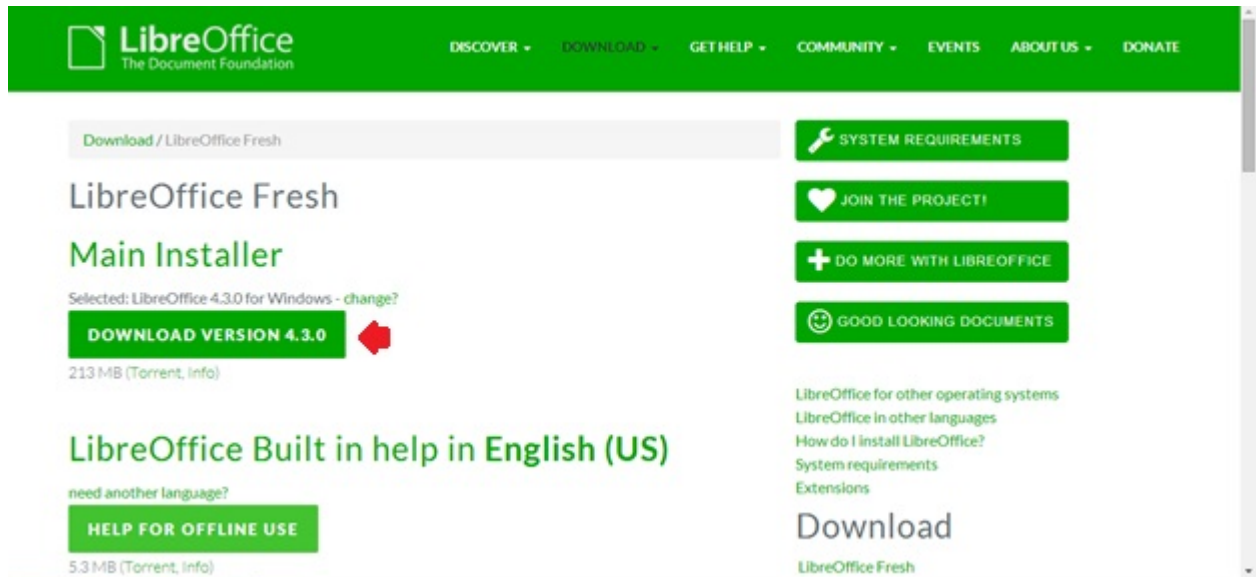 LibreOffice
The Document Foundation
DISCOVER DOWNLOAD GET HELP COMMUNITY EVENTS ABOUT US DONATE
Download / LibreOffice Fresh
LibreOffice Fresh
Main Installer
Selected: LibreOffice 4.3.0 for Windows - change?
DOWNLOAD VERSION 4.3.0
213 MB (Torrent, Info)
LibreOffice Built in help in English (US)
need another language?
HELP FOR OFFLINE USE
5.3 MB (Torrent, Info)
SYSTEM REQUIREMENTS
JOIN THE PROJECT!
DO MORE WITH LIBREOFFICE
GOOD LOOKING DOCUMENTS
LibreOffice for other operating systems
LibreOffice in other languages
How do I install LibreOffice?
System requirements
Extensions
Download
LibreOffice Fresh